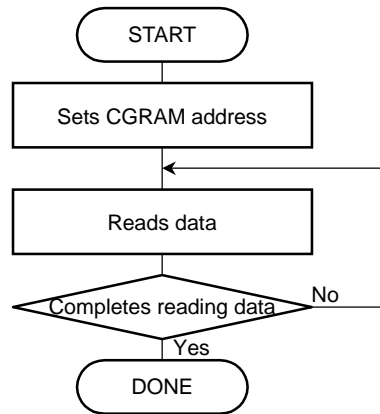 START
Sets CGRAM address
Reads data
Completes reading data
No
Yes
DONE